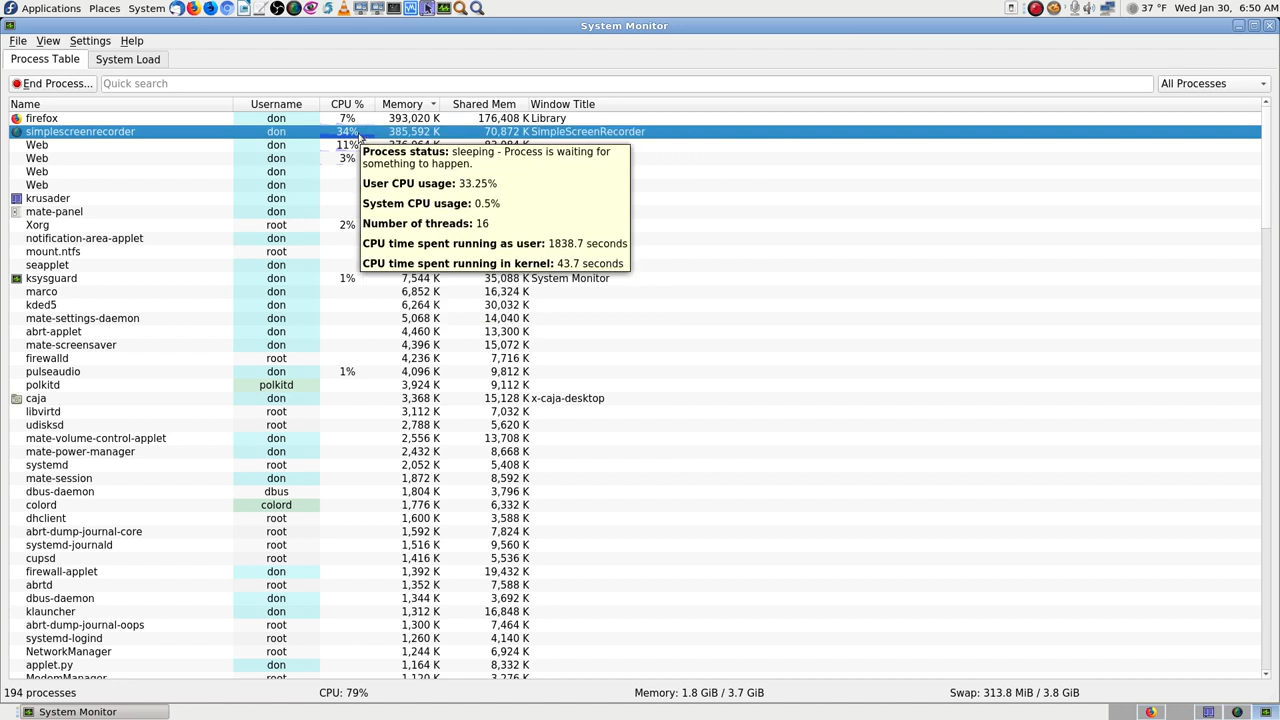 Applications Places System 37 °F Wed Jan 30, 6:50 AM
System Monitor
File View Settings Help
Process Table System Load
End Process... Quick search All Processes
Name Username CPU % Memory Shared Mem Window Title
firefox don 7% 393,020 K 176,408 K Library
simplescreenrecorder don 34% 385,592 K 70,872 K SimpleScreenRecorder
Web don 11%
Web don 3%
Web don
Web don
krusader don
mate-panel don
Xorg root 2%
notification-area-applet don
mount.ntfs root
seapplet don
Process status: sleeping - Process is waiting for
something to happen.
User CPU usage: 33.25%
System CPU usage: 0.5%
Number of threads: 16
CPU time spent running as user: 1838.7 seconds
CPU time spent running in kernel: 43.7 seconds
ksysguard don 1% 7,544 K 35,088 K System Monitor
marco don 6,852 K 16,324 K
kded5 don 6,264 K 30,032 K
mate-settings-daemon don 5,068 K 14,040 K
abrt-applet don 4,460 K 13,300 K
mate-screensaver don 4,396 K 15,072 K
firewalld root 4,236 K 7,716 K
pulseaudio don 1% 4,096 K 9,812 K
polkitd polkitd 3,924 K 9,112 K
caja don 3,368 K 15,128 K x-caja-desktop
libvirtd root 3,112 K 7,032 K
udisksd root 2,788 K 5,620 K
mate-volume-control-applet don 2,556 K 13,708 K
mate-power-manager don 2,432 K 8,668 K
systemd root 2,052 K 5,408 K
mate-session don 1,872 K 8,592 K
dbus-daemon dbus 1,804 K 3,796 K
colord colord 1,776 K 6,332 K
dhclient root 1,600 K 3,588 K
abrt-dump-journal-core root 1,592 K 7,824 K
systemd-journald root 1,516 K 9,560 K
cupsd root 1,416 K 5,536 K
firewall-applet don 1,392 K 19,432 K
abrtd root 1,352 K 7,588 K
dbus-daemon don 1,344 K 3,692 K
klauncher don 1,312 K 16,848 K
abrt-dump-journal-oops root 1,300 K 7,464 K
systemd-logind root 1,260 K 4,140 K
NetworkManager root 1,244 K 6,924 K
applet.py don 1,164 K 8,332 K
ModemManager root 1,120 K 3,276 K
194 processes CPU: 79% Memory: 1.8 GiB / 3.7 GiB Swap: 313.8 MiB / 3.8 GiB
System Monitor